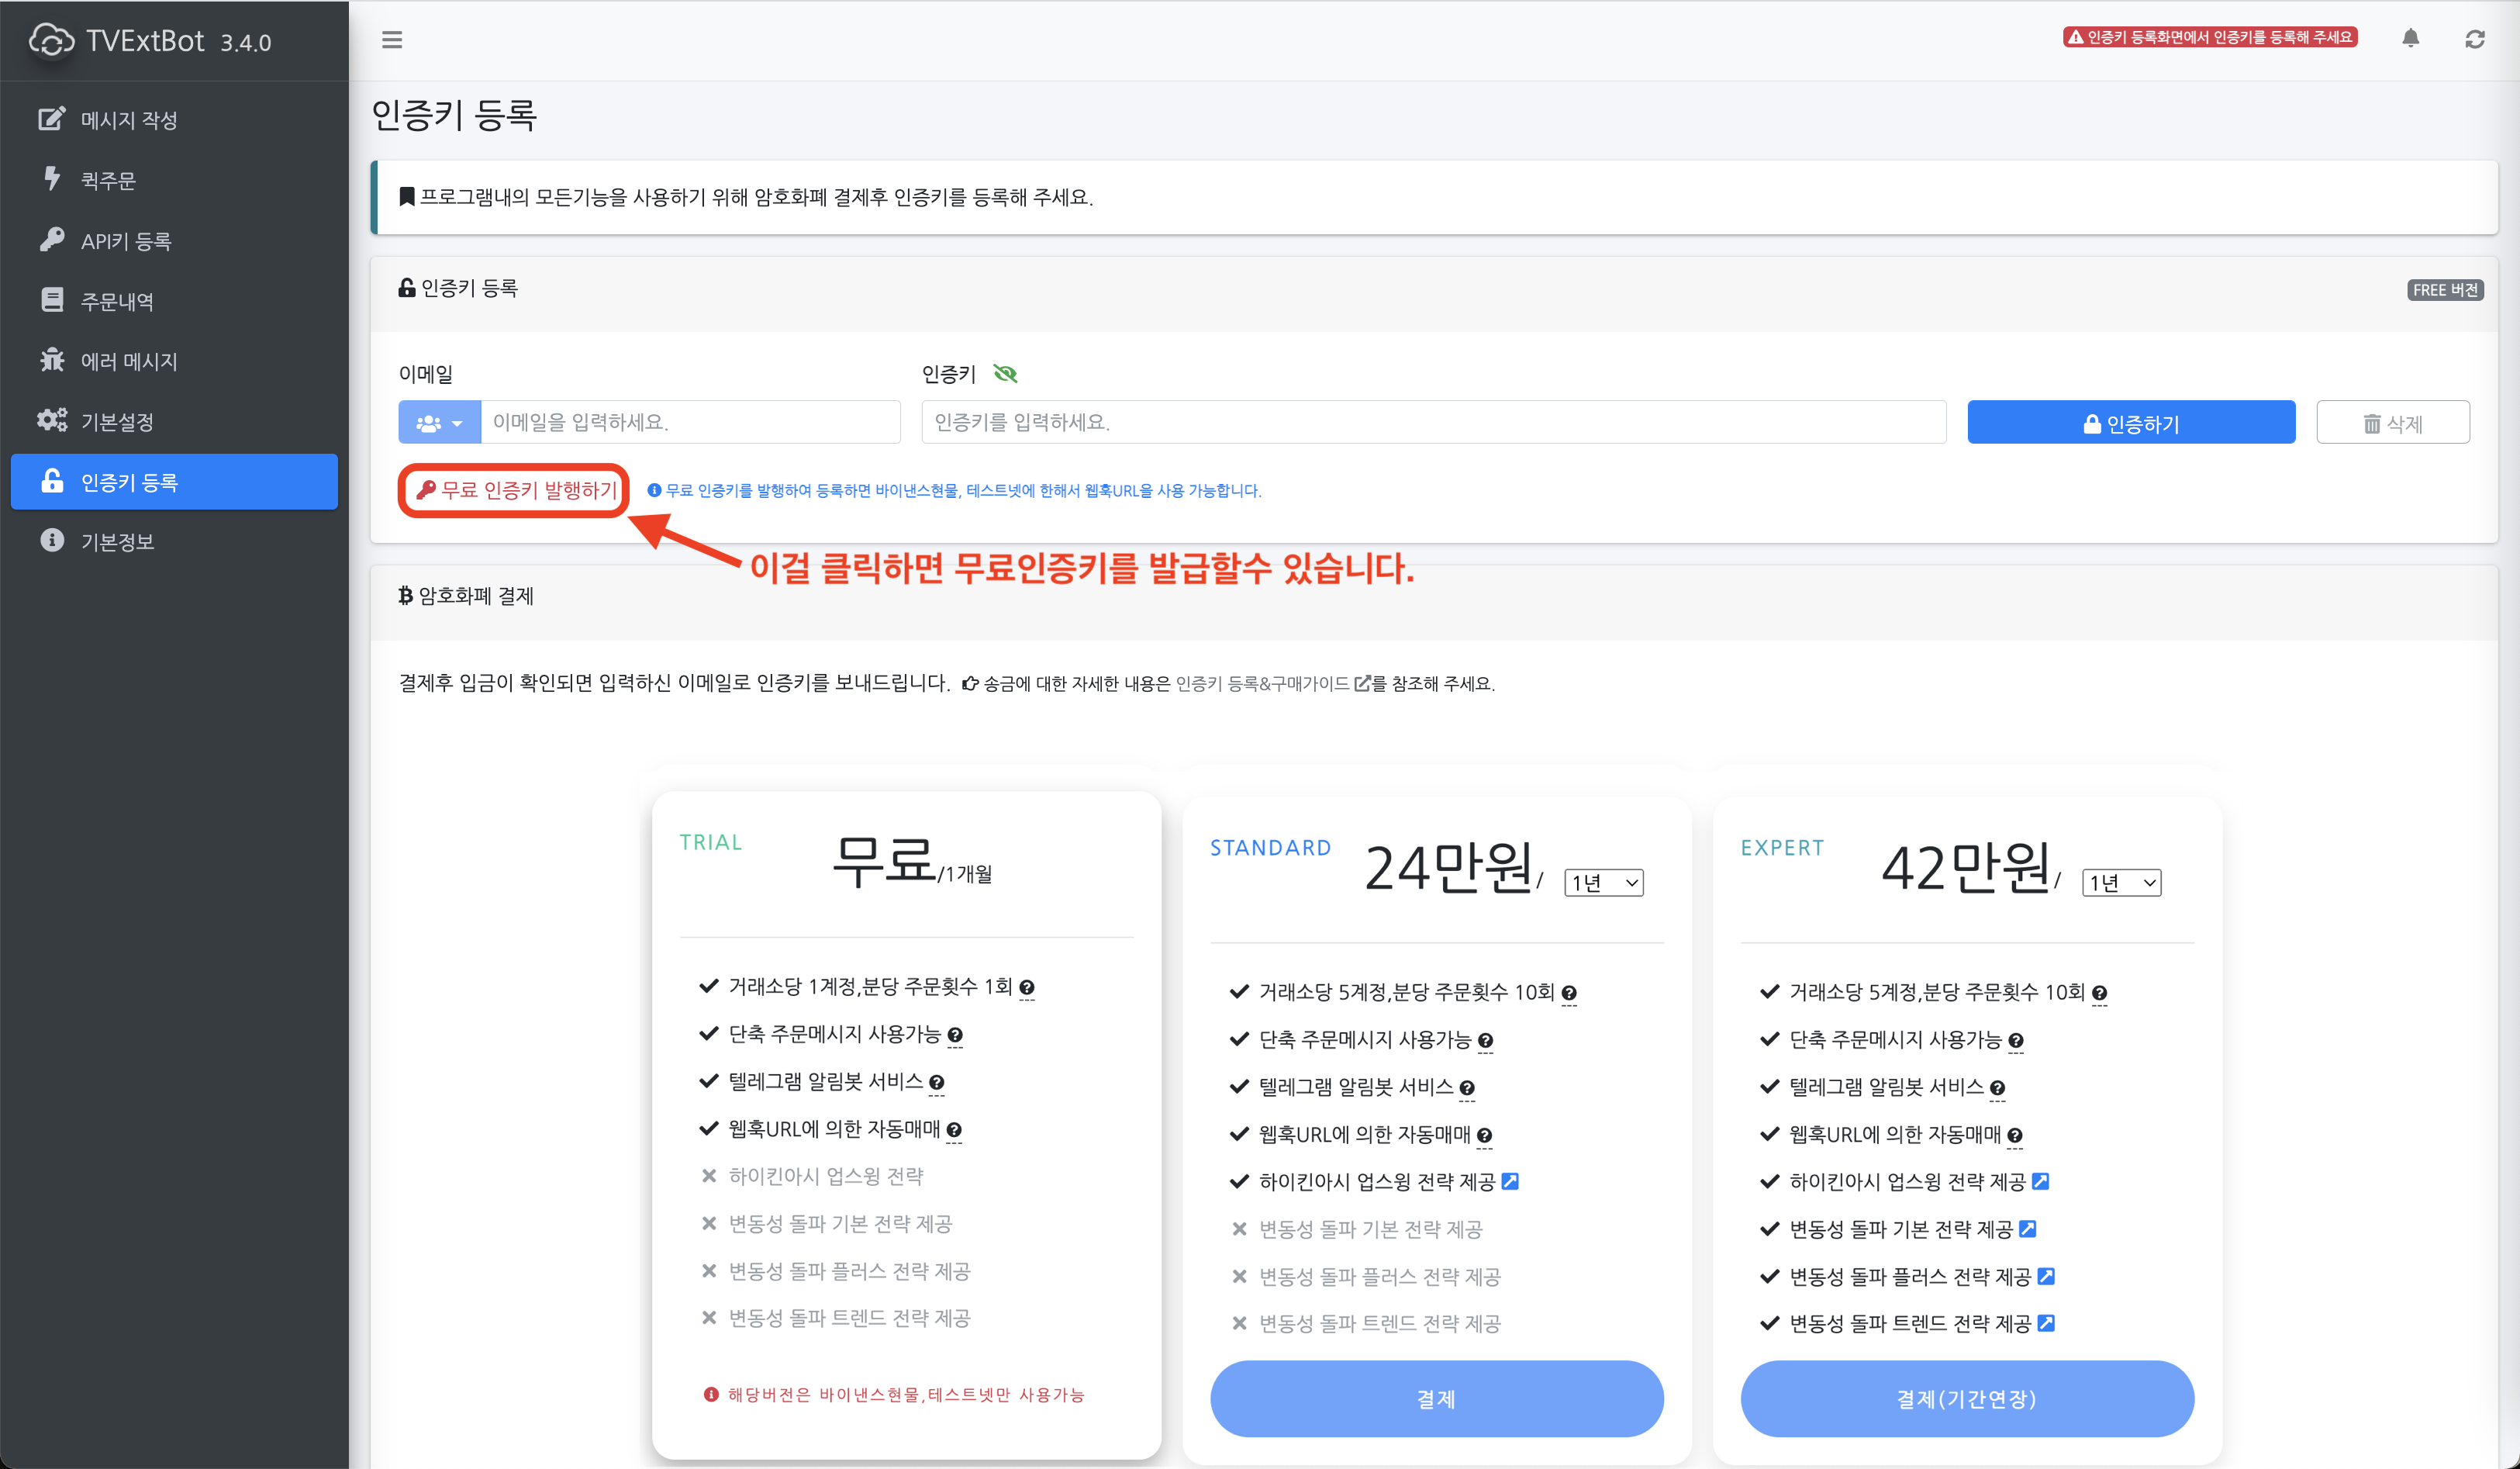 TVExtBot 3.4.0
인증키 등록화면에서 인증키를 등록해 주세요
메시지 작성
퀵주문
API키 등록
주문내역
에러 메시지
기본설정
인증키 등록
기본정보
인증키 등록
프로그램내의 모든기능을 사용하기 위해 암호화폐 결제후 인증키를 등록해 주세요.
인증키 등록
FREE 버전
이메일
인증키
이메일을 입력하세요.
인증키를 입력하세요.
인증하기
삭제
무료 인증키 발행하기
무료 인증키를 발행하여 등록하면 바이낸스현물, 테스트넷에 한해서 웹훅URL을 사용 가능합니다.
이걸 클릭하면 무료인증키를 발급할수 있습니다.
암호화폐 결제
결제후 입금이 확인되면 입력하신 이메일로 인증키를 보내드립니다. 송금에 대한 자세한 내용은 인증키 등록&구매가이드를 참조해 주세요.
TRIAL
무료/1개월
거래소당 1계정,분당 주문횟수 1회
단축 주문메시지 사용가능
텔레그램 알림봇 서비스
웹훅URL에 의한 자동매매
하이킨아시 업스윙 전략
변동성 돌파 기본 전략 제공
변동성 돌파 플러스 전략 제공
변동성 돌파 트렌드 전략 제공
해당버전은 바이낸스현물,테스트넷만 사용가능
STANDARD
24만원/ 1년
거래소당 5계정,분당 주문횟수 10회
단축 주문메시지 사용가능
텔레그램 알림봇 서비스
웹훅URL에 의한 자동매매
하이킨아시 업스윙 전략 제공
변동성 돌파 기본 전략 제공
변동성 돌파 플러스 전략 제공
변동성 돌파 트렌드 전략 제공
결제
EXPERT
42만원/ 1년
거래소당 5계정,분당 주문횟수 10회
단축 주문메시지 사용가능
텔레그램 알림봇 서비스
웹훅URL에 의한 자동매매
하이킨아시 업스윙 전략 제공
변동성 돌파 기본 전략 제공
변동성 돌파 플러스 전략 제공
변동성 돌파 트렌드 전략 제공
결제(기간연장)